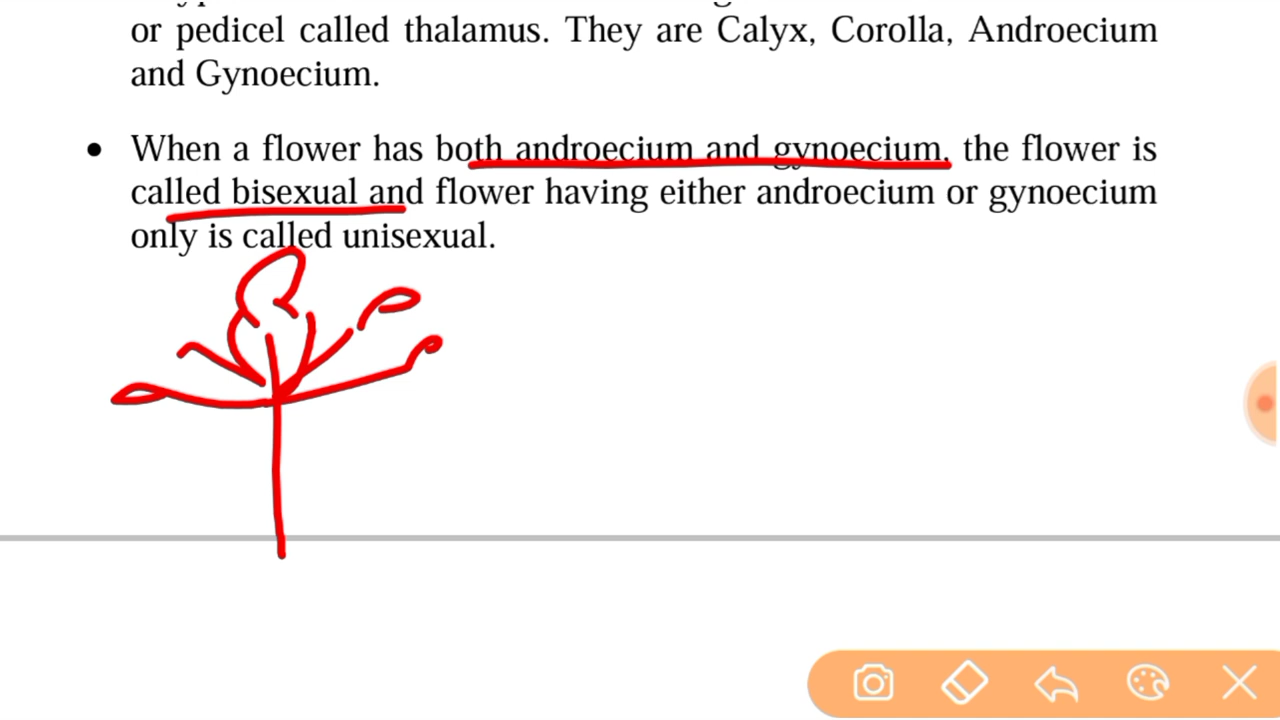 or pedicel called thalamus. They are Calyx, Corolla, Androecium
and Gynoecium.
• When a flower has both androecium and gynoecium, the flower is
called bisexual and flower having either androecium or gynoecium
only is called unisexual.